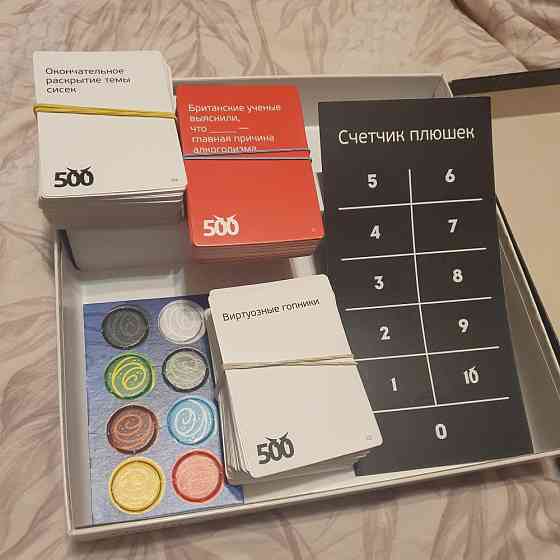 Окончательное
раскрытие темы
сисек
500
Британские ученые
выяснили,
что _____ —
главная причина
алкоголизма
500
Счетчик плюшек
5 6
4 7
3 8
2 9
1 10
0
Виртуозные гопники
500